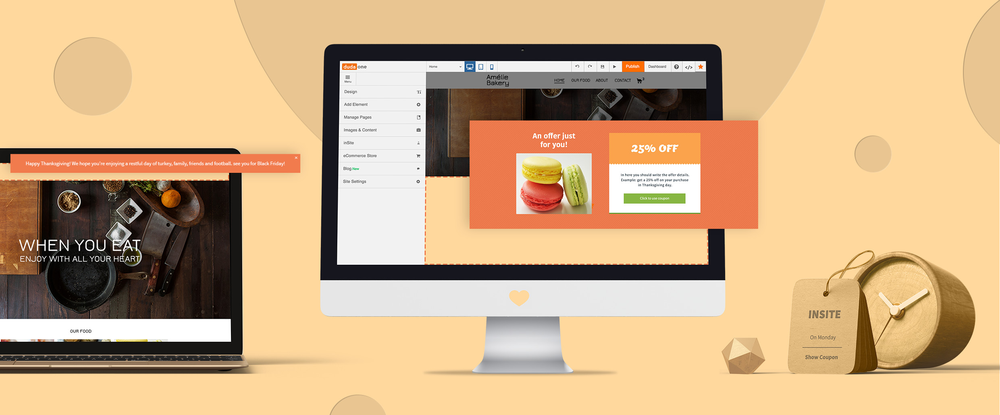 duda one
Home
Publish
Dashboard
?
</>
Menu
Amélie
Bakery
HOME
OUR FOOD
ABOUT
CONTACT
3
Design
Add Element
Manage Pages
Images & Content
inSite
eCommerce Store
Blog.New
Site Settings
An offer just
for you!
25% OFF
In here you should write the offer details.
Example: get a 25% off on your purchase
in Thanksgiving day.
Click to use coupon
Happy Thanksgiving! We hope you're enjoying a restful day of turkey, family, friends and football. see you for Black Friday!
WHEN YOU EAT
ENJOY WITH ALL YOUR HEART
OUR FOOD
INSITE
On Monday
Show Coupon